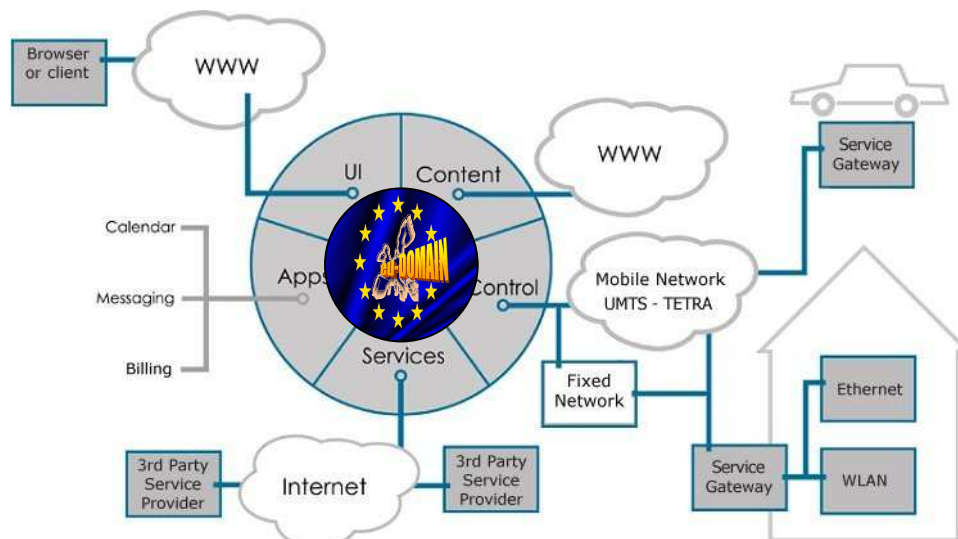 Browser
or client
WWW
WWW
Service
Gateway
UI
Content
Calendar
Messaging
Billing
Apps
EU-DOMAIN
Control
Services
Mobile Network
UMTS - TETRA
Fixed
Network
Ethernet
WLAN
Service
Gateway
3rd Party
Service
Provider
Internet
3rd Party
Service
Provider